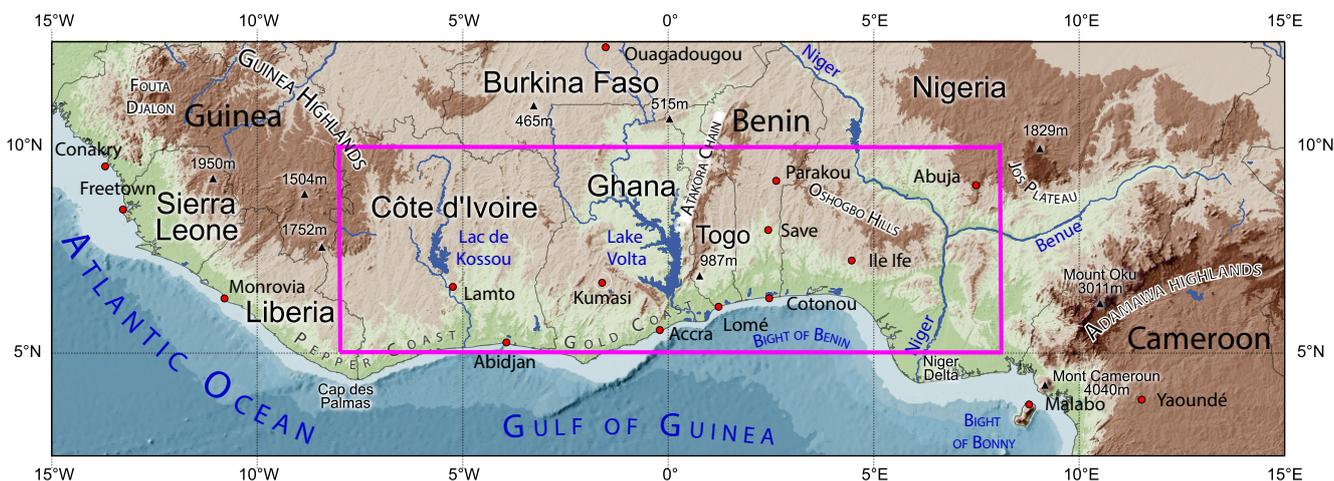 15°W 10°W 5°W 0° 5°E 10°E 15°E
Ouagadougou
Niger
GUINEA HIGHLANDS
FOUTA
DJALON
Burkina Faso
Nigeria
515m
465m
Guinea
Benin
1829m
10°N
10°N
Conakry
ATAKORA CHAIN
1950m
1504m
Parakou
Abuja
JOS PLATEAU
Freetown
Ghana
OSHOGBO HILLS
Sierra
Leone
Côte d'Ivoire
1752m
Togo
Save
Lac de
Kossou
Lake
Volta
Benue
987m
Ile Ife
Mount Oku
3011m
ADAMAWA HIGHLANDS
ATLANTIC OCEAN
Monrovia
Lamto
Kumasi
Cotonou
Liberia
Lomé
Accra
PEPPER COAST
GOLD COAST
BIGHT OF BENIN
Niger
Cameroon
5°N
5°N
Abidjan
Niger
Delta
Mont Cameroun
4040m
Cap des
Palmas
Malabo
Yaoundé
GULF OF GUINEA
BIGHT
OF BONNY
15°W 10°W 5°W 0° 5°E 10°E 15°E